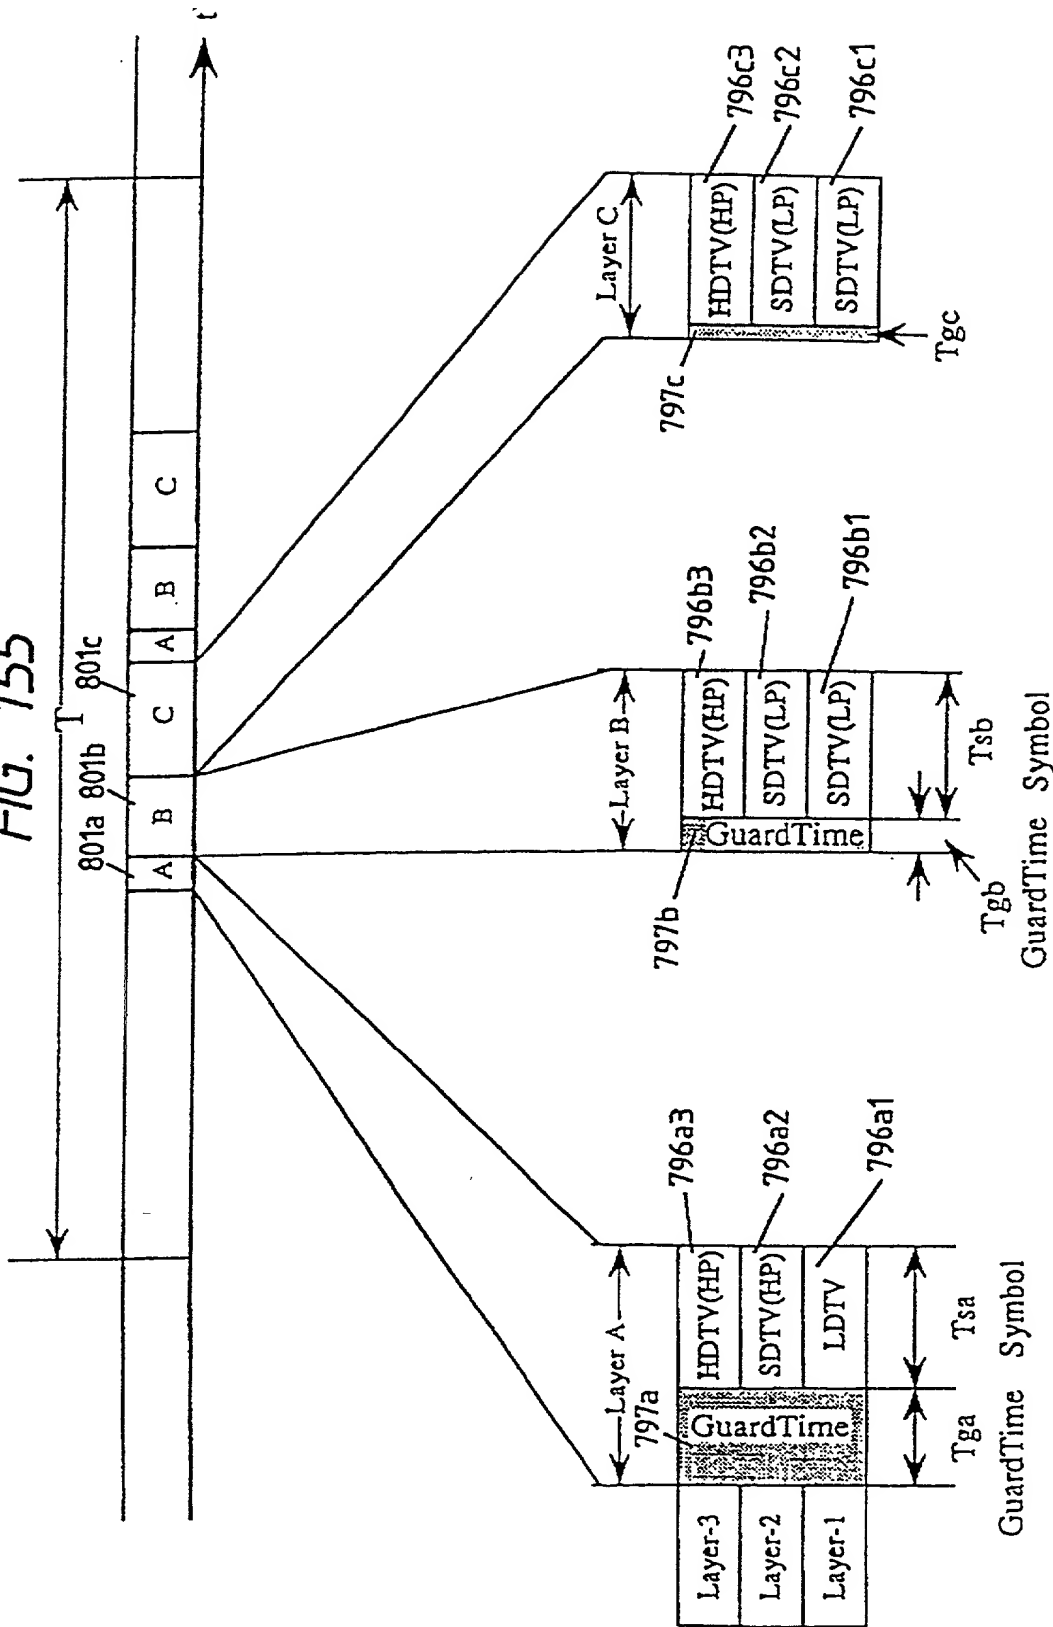 FIG. 155
T
t
801a 801b 801c
A B C A B C
Layer A
797a
GuardTime
HDTV(HP)
SDTV(HP)
LDTV
796a3
796a2
796a1
Layer-3
Layer-2
Layer-1
Tga Tsa
GuardTime Symbol
Layer B
797b
GuardTime
HDTV(HP)
SDTV(LP)
SDTV(LP)
796b3
796b2
796b1
Tgb Tsb
GuardTime Symbol
Layer C
797c
HDTV(HP)
SDTV(LP)
SDTV(LP)
796c3
796c2
796c1
Tgc